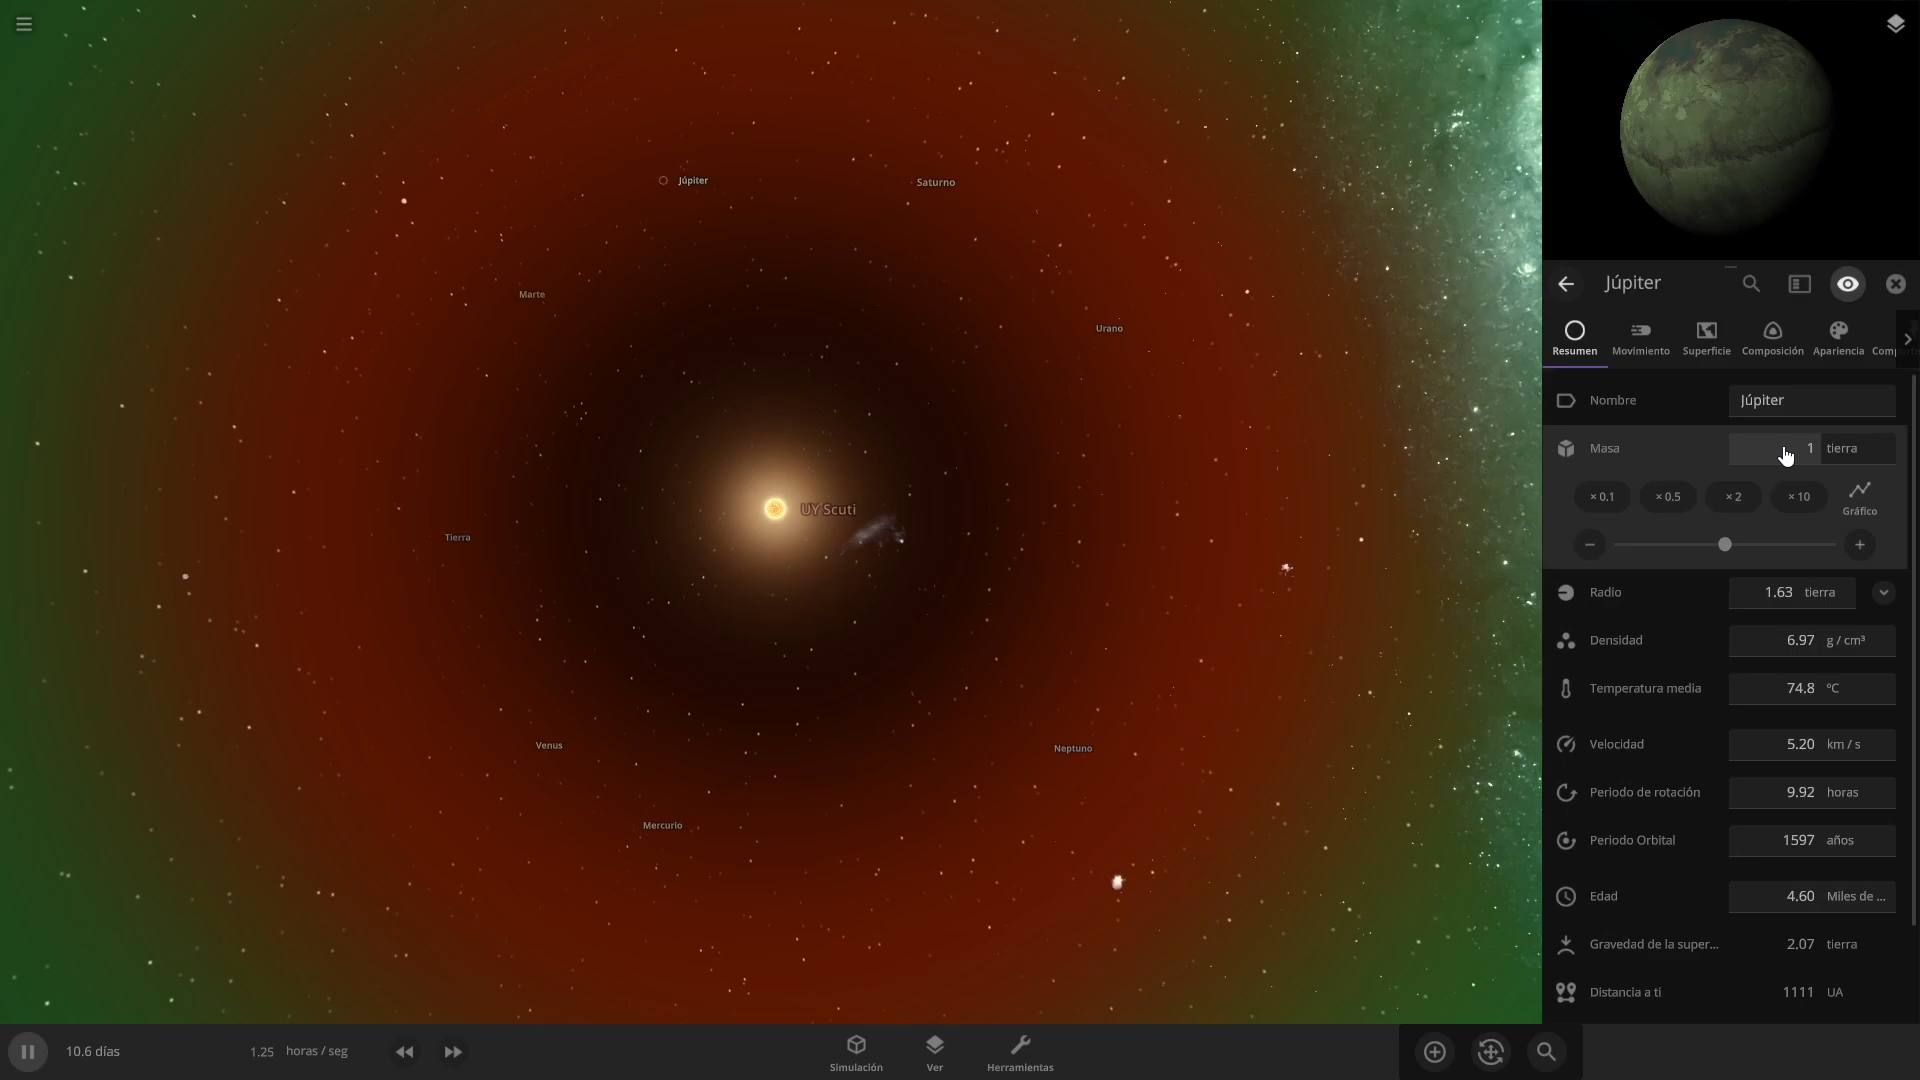 Júpiter
Saturno
Marte
Urano
UY Scuti
Tierra
Venus
Neptuno
Mercurio
Júpiter
Resumen Movimiento Superficie Composición Apariencia
Nombre Júpiter
Masa 1 tierra
× 0.1 × 0.5 × 2 × 10 Gráfico
Radio 1.63 tierra
Densidad 6.97 g / cm³
Temperatura media 74.8 °C
Velocidad 5.20 km / s
Periodo de rotación 9.92 horas
Periodo Orbital 1597 años
Edad 4.60 Miles de ...
Gravedad de la super... 2.07 tierra
Distancia a ti 1111 UA
10.6 días 1.25 horas / seg Simulación Ver Herramientas